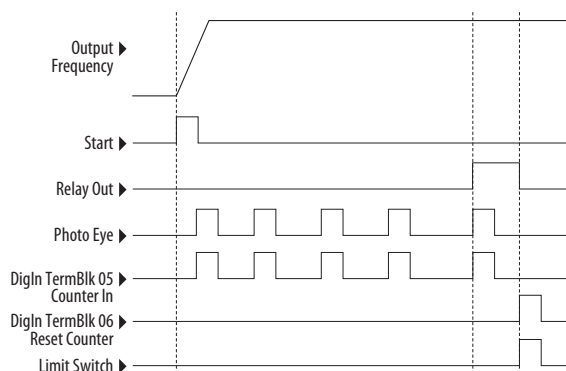 Output
Frequency
Start
Relay Out
Photo Eye
DigIn TermBlk 05
Counter In
DigIn TermBlk 06
Reset Counter
Limit Switch